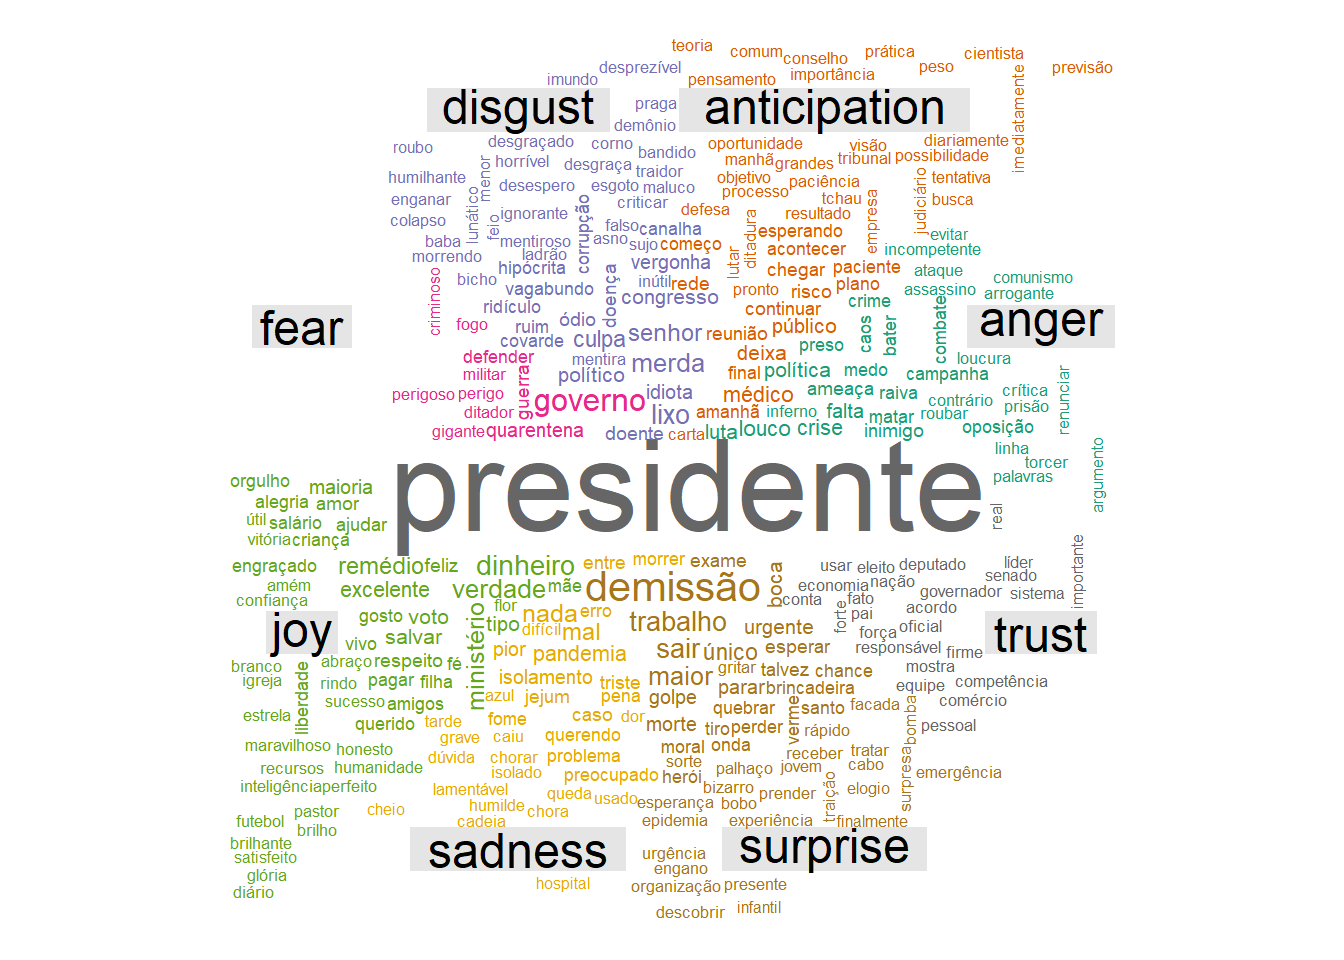 teoria comum conselho prática cientista
desprezível pensamento importância peso previsão
imundo imediatamente
disgust anticipation
praga
demônio
roubo desgraçado corno bandido oportunidade visão diariamente
horrível desgraça traidor manhã grandes tribunal possibilidade
humilhante lunático menor desespero esgoto maluco objetivo processo paciência judiciário tentativa
enganar criticar defesa tchau empresa busca
colapso feio ignorante corrupção falso canalha ditadura resultado
baba mentiroso asno sujo começo lutar esperando evitar
morrendo ladrão vergonha acontecer incompetente
criminoso bicho hipócrita doença inútil rede chegar paciente ataque comunismo
vagabundo congresso pronto risco plano assassino arrogante
ridículo continuar crime
fear anger
fogo ruim ódio culpa senhor reunião público caos bater combate
covarde preso loucura
defender mentira merda deixa
militar guerra político final política medo campanha
perigoso perigo governo idiota médico ameaça raiva contrário crítica prisão renunciar
ditador lixo amanhã inferno falta matar roubar
gigante quarentena doente carta luta louco crise inimigo oposição
presidente
linha
torcer
palavras argumento
real
orgulho maioria
alegria amor
útil salário ajudar
vitória criança
engraçado remédio feliz dinheiro entre morrer exame boca usar eleito deputado líder importante
amém excelente verdade mãe demissão economia nação senado
confiança conta fato governador sistema
gosto voto flor nada erro trabalho forte pai acordo
joy trust
salvar tipo difícil mal urgente força oficial
vivo ministério pior pandemia sair único esperar responsável firme
branco abraço respeito fé gritar talvez chance mostra
igreja liberdade rindo pagar filha isolamento triste maior parar brincadeira equipe competência
sucesso amigos azul jejum pena golpe quebrar verme santo facada comércio
estrela querido tarde fome caso dor morte tiro perder bomba pessoal
grave caiu querendo rápido
maravilhoso honesto dúvida chorar problema moral onda receber tratar surpresa
recursos humanidade isolado preocupado sorte palhaço jovem cabo emergência
herói
inteligência perfeito lamentável queda usado bizarro prender traição elogio
pastor cheio humilde chora esperança bobo
futebol brilho cadeia epidemia experiência finalmente
brilhante sadness surprise
satisfeito urgência
glória hospital engano
diário organização presente
descobrir infantil